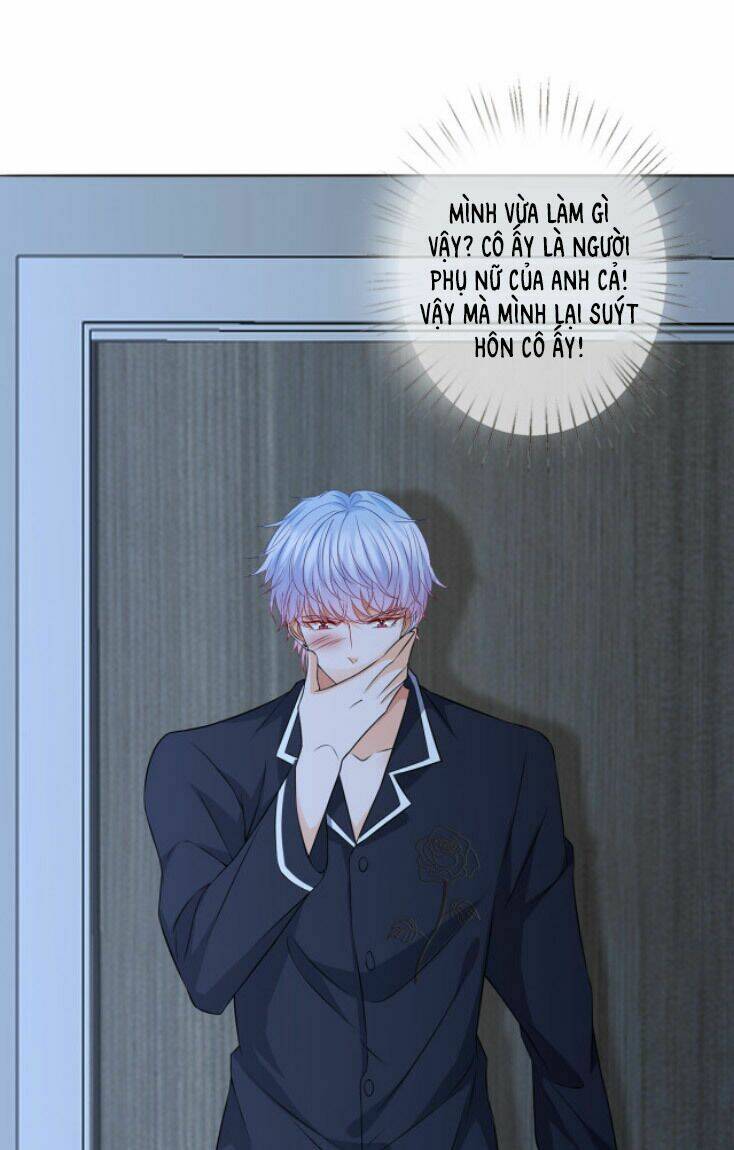 MÌNH VỪA LÀM GÌ
VẬY? CÔ ẤY LÀ NGƯỜI
PHỤ NỮ CỦA ANH CẢ!
VẬY MÀ MÌNH LẠI SUÝT
HÔN CÔ ẤY!